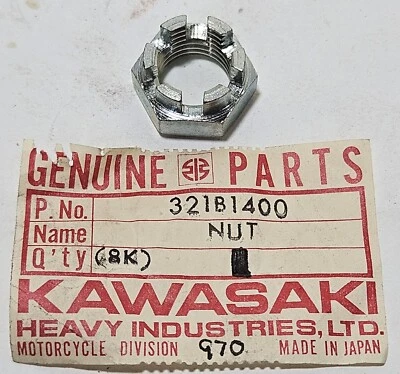 GENUINE PARTS
P. No. 321B1400
Name NUT
Q'ty (8K) 1
KAWASAKI
HEAVY INDUSTRIES, LTD.
MOTORCYCLE DIVISION 970 MADE IN JAPAN